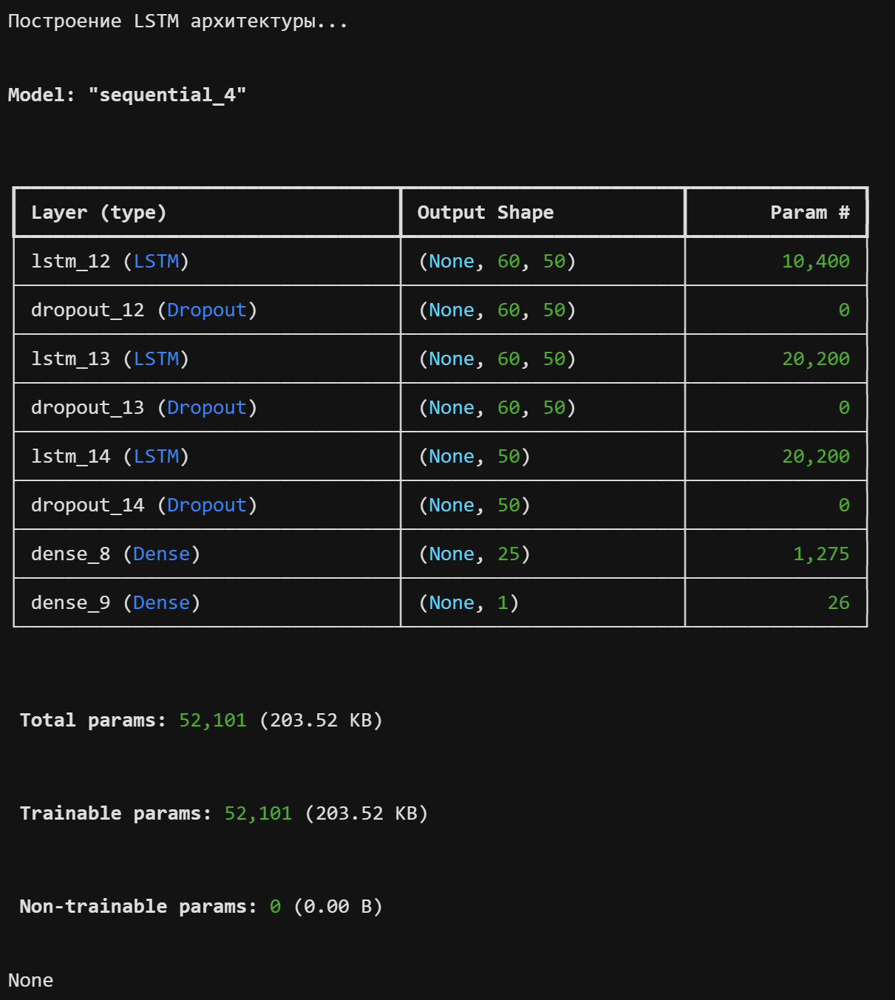 Построение LSTM архитектуры...
Model: "sequential_4"
Layer (type) Output Shape Param #
lstm_12 (LSTM) (None, 60, 50) 10,400
dropout_12 (Dropout) (None, 60, 50) 0
lstm_13 (LSTM) (None, 60, 50) 20,200
dropout_13 (Dropout) (None, 60, 50) 0
lstm_14 (LSTM) (None, 50) 20,200
dropout_14 (Dropout) (None, 50) 0
dense_8 (Dense) (None, 25) 1,275
dense_9 (Dense) (None, 1) 26
Total params: 52,101 (203.52 KB)
Trainable params: 52,101 (203.52 KB)
Non-trainable params: 0 (0.00 B)
None